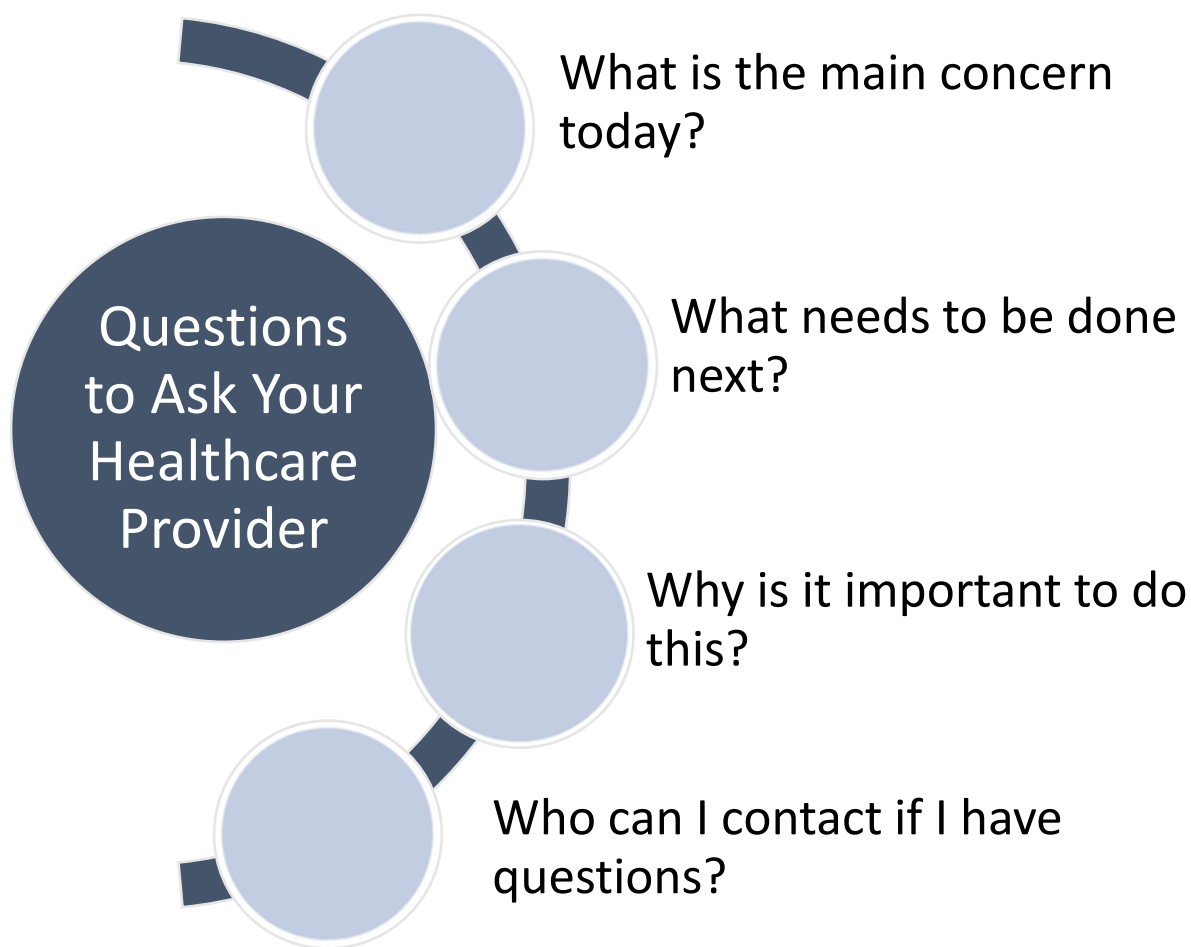 Questions
to Ask Your
Healthcare
Provider
What is the main concern
today?
What needs to be done
next?
Why is it important to do
this?
Who can I contact if I have
questions?